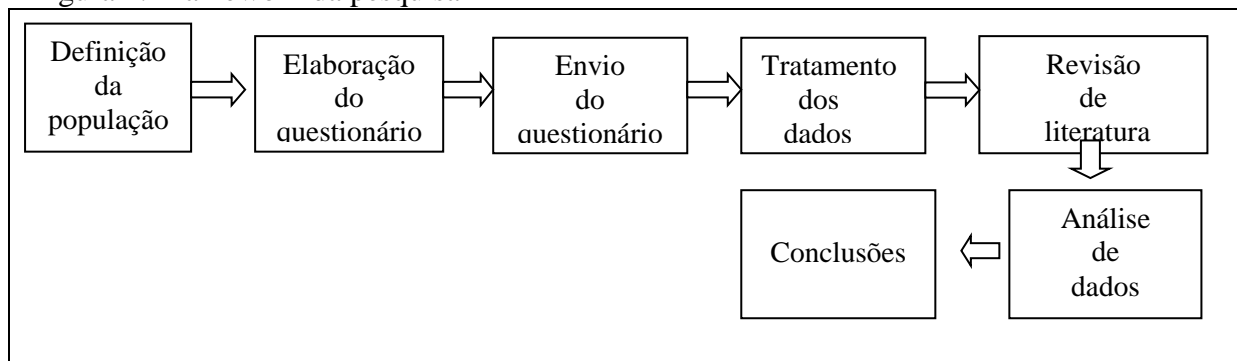 Definição
da
população
Elaboração
do
questionário
Envio
do
questionário
Tratamento
dos
dados
Revisão
de
literatura
Análise
de
dados
Conclusões